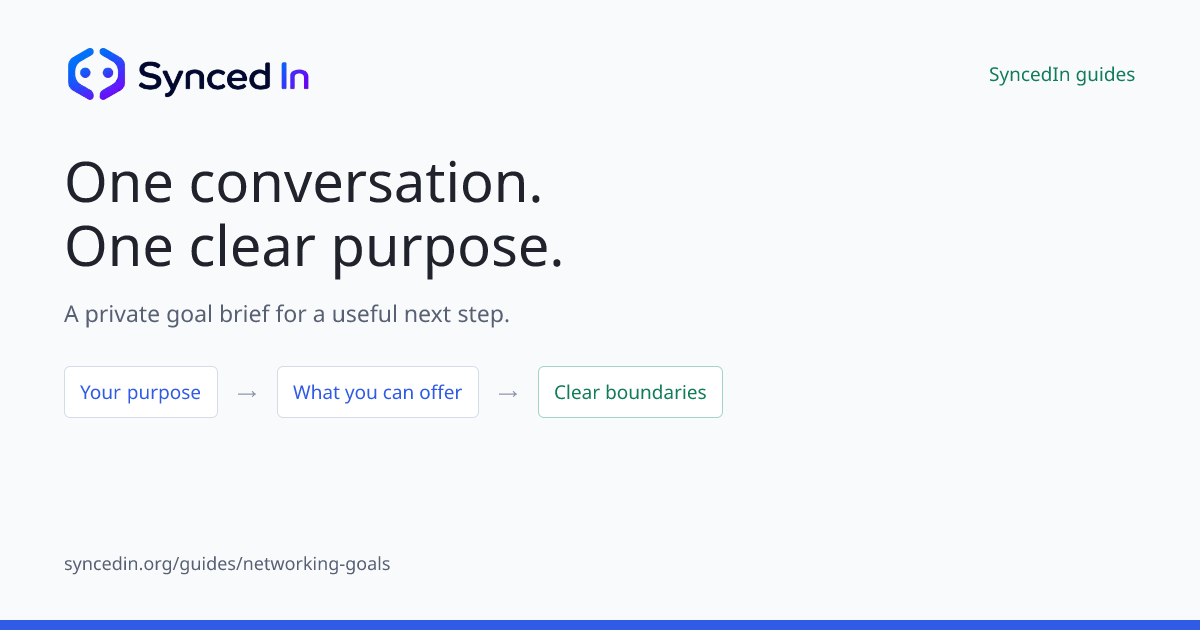 Synced In
SyncedIn guides
One conversation.
One clear purpose.
A private goal brief for a useful next step.
Your purpose → What you can offer → Clear boundaries
syncedin.org/guides/networking-goals